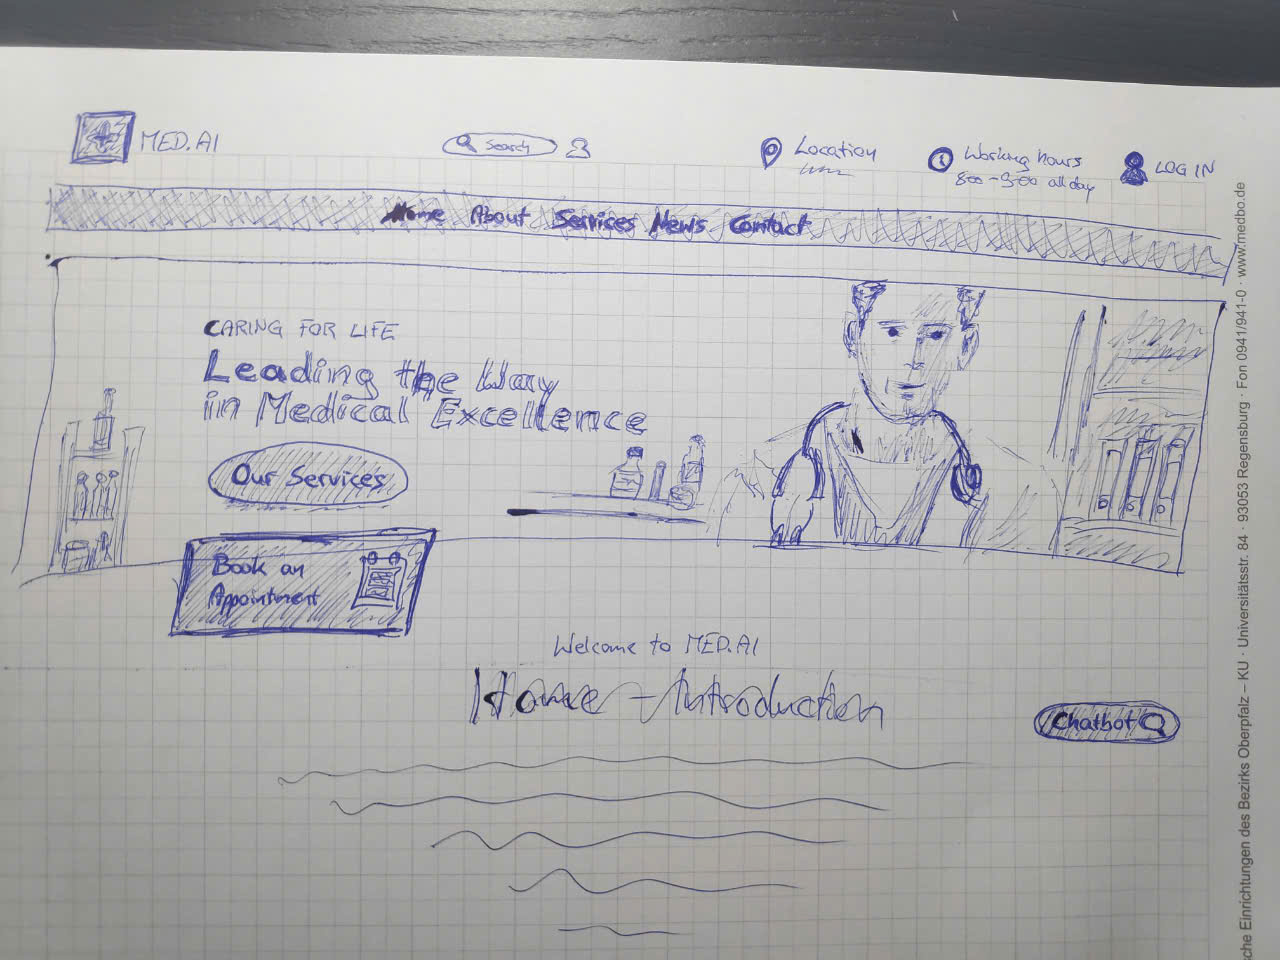 MED.AI
Search
Location
Working hours
8:00 - 9:00 all day
LOG IN
Home About Services News Contact
CARING FOR LIFE
Leading the Way
in Medical Excellence
Our Services
Book an
Appointment
Welcome to MED.AI
Home - Introduction
Chatbot
sche Einrichtungen des Bezirks Oberpfalz – KU · Universitätsstr. 84 · 93053 Regensburg · Fon 0941/941-0 · www.medbo.de